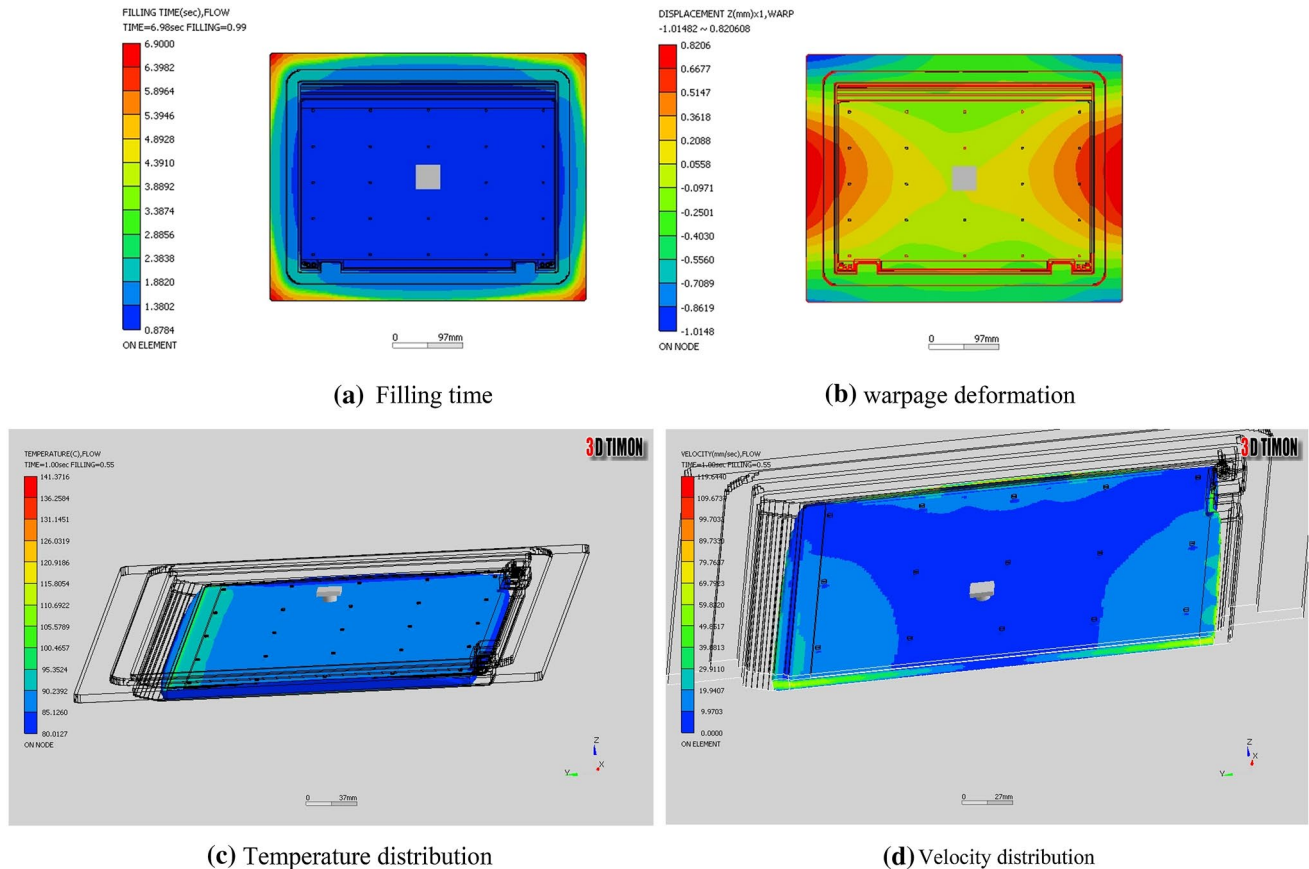 FILLING TIME(sec),FLOW
TIME=6.98sec FILLING=0.99
6.9000
6.3982
5.8964
5.3946
4.8928
4.3910
3.8892
3.3874
2.8856
2.3838
1.8820
1.3802
0.8784
ON ELEMENT
0 97mm
(a) Filling time
DISPLACEMENT Z(mm)x1,WARP
-1.01482 ~ 0.820608
0.8206
0.6677
0.5147
0.3618
0.2088
0.0558
-0.0971
-0.2501
-0.4030
-0.5560
-0.7089
-0.8619
-1.0148
ON NODE
0 97mm
(b) warpage deformation
3D TIMON
TEMPERATURE(C),FLOW
TIME=1.00sec FILLING=0.55
141.3716
136.2584
131.1451
126.0319
120.9186
115.8054
110.6922
105.5789
100.4657
95.3524
90.2392
85.1260
80.0127
ON NODE
Z
Y X
0 37mm
(c) Temperature distribution
3D TIMON
VELOCITY(mm/sec),FLOW
TIME=1.00sec FILLING=0.55
119.6440
109.6737
99.7033
89.7330
79.7627
69.7923
59.8220
49.8517
39.8813
29.9110
19.9407
9.9703
0.0000
ON ELEMENT
Z
Y X
0 27mm
(d) Velocity distribution